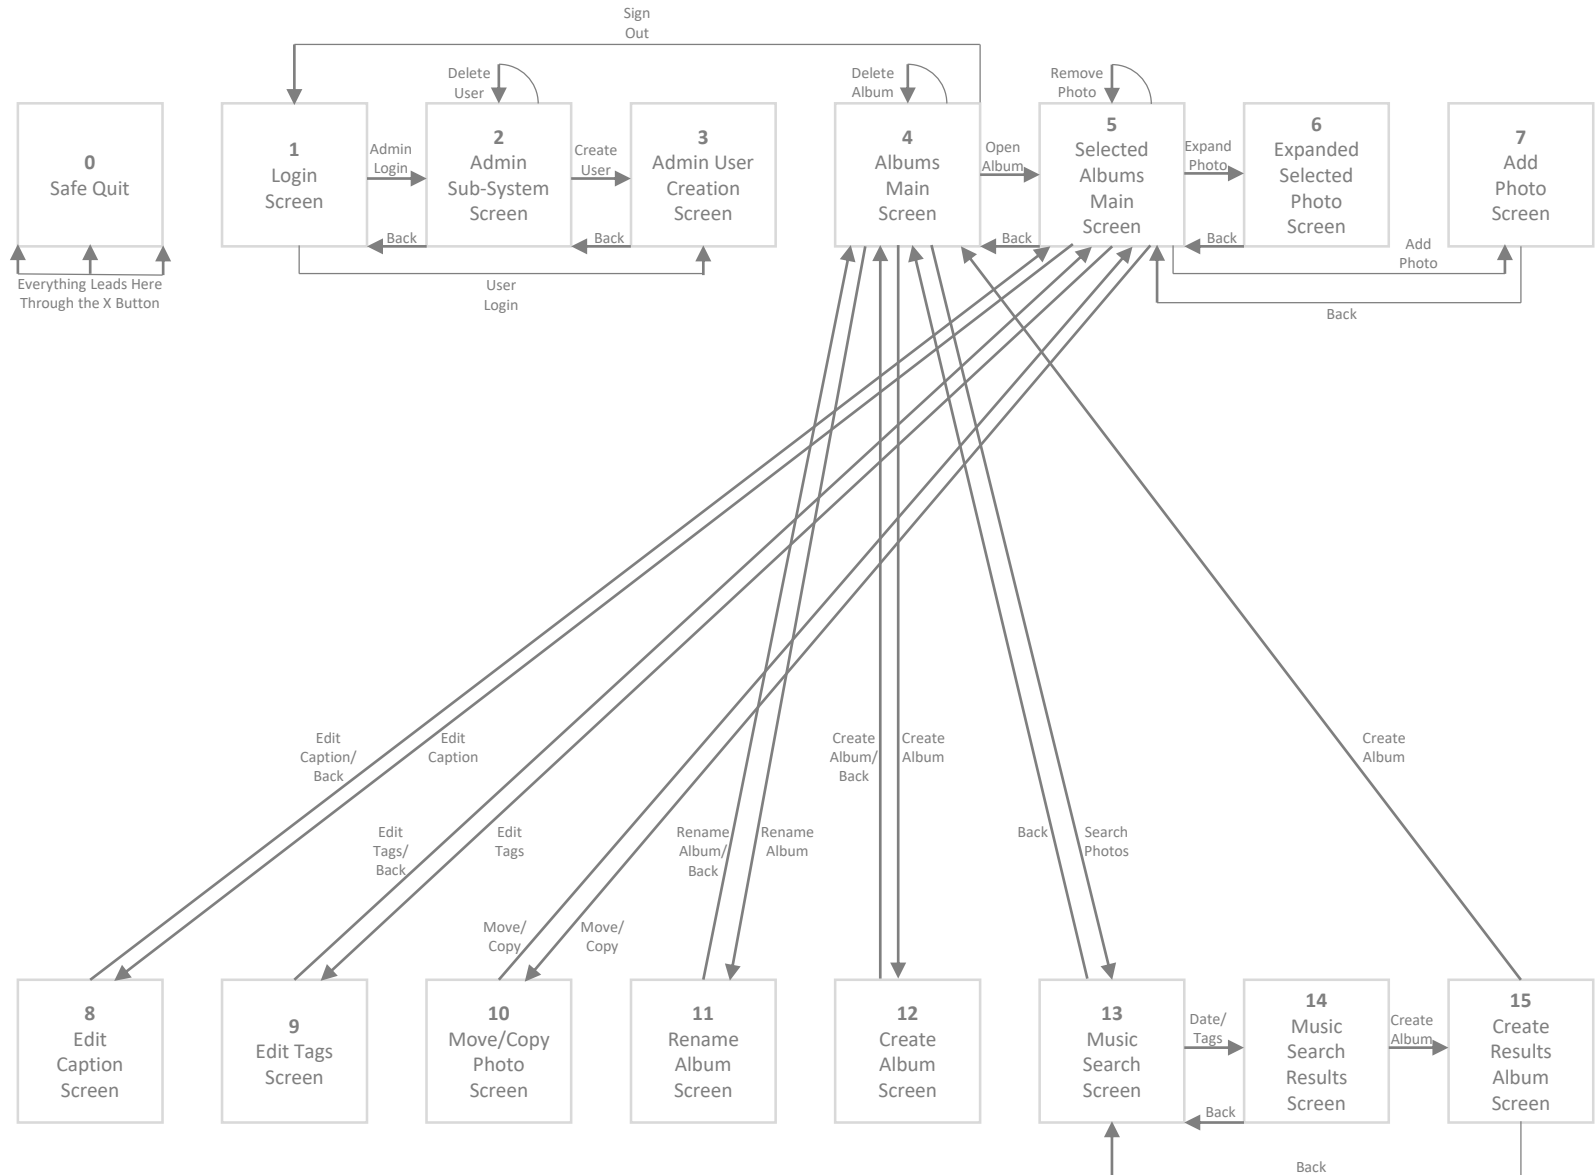 Sign
Out
Delete
User
Delete
Album
Remove
Photo
0
Safe Quit
Everything Leads Here
Through the X Button
1
Login
Screen
Admin
Login
Back
User
Login
2
Admin
Sub-System
Screen
Create
User
Back
3
Admin User
Creation
Screen
4
Albums
Main
Screen
Open
Album
Back
5
Selected
Albums
Main
Screen
Expand
Photo
Back
6
Expanded
Selected
Photo
Screen
Add
Photo
Back
7
Add
Photo
Screen
Edit
Caption/
Back
Edit
Caption
Create
Album/
Back
Create
Album
Create
Album
Edit
Tags/
Back
Edit
Tags
Rename
Album/
Back
Rename
Album
Back
Search
Photos
Move/
Copy
Move/
Copy
8
Edit
Caption
Screen
9
Edit Tags
Screen
10
Move/Copy
Photo
Screen
11
Rename
Album
Screen
12
Create
Album
Screen
13
Music
Search
Screen
Date/
Tags
Back
14
Music
Search
Results
Screen
Create
Album
15
Create
Results
Album
Screen
Back